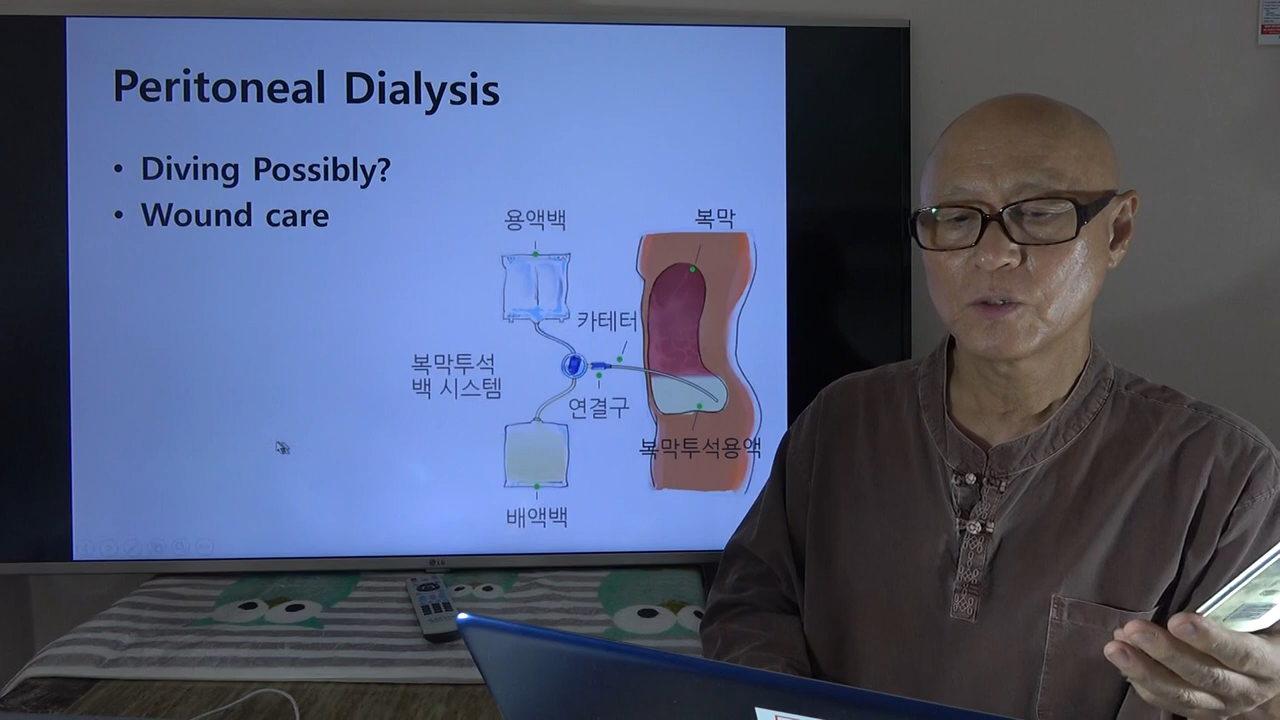 Peritoneal Dialysis
• Diving Possibly?
• Wound care
용액백
복막
카테터
복막투석
백 시스템
연결구
복막투석용액
배액백
LG